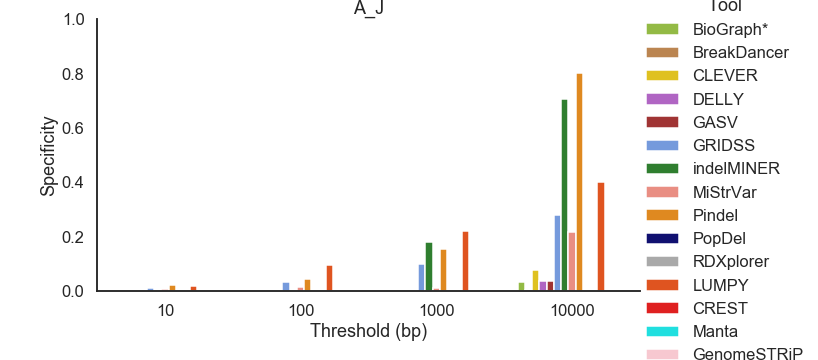 A_J
Tool
1.0
0.8
0.6
0.4
0.2
0.0
Specificity
10
100
1000
10000
Threshold (bp)
BioGraph*
BreakDancer
CLEVER
DELLY
GASV
GRIDSS
indelMINER
MiStrVar
Pindel
PopDel
RDXplorer
LUMPY
CREST
Manta
GenomeSTRiP